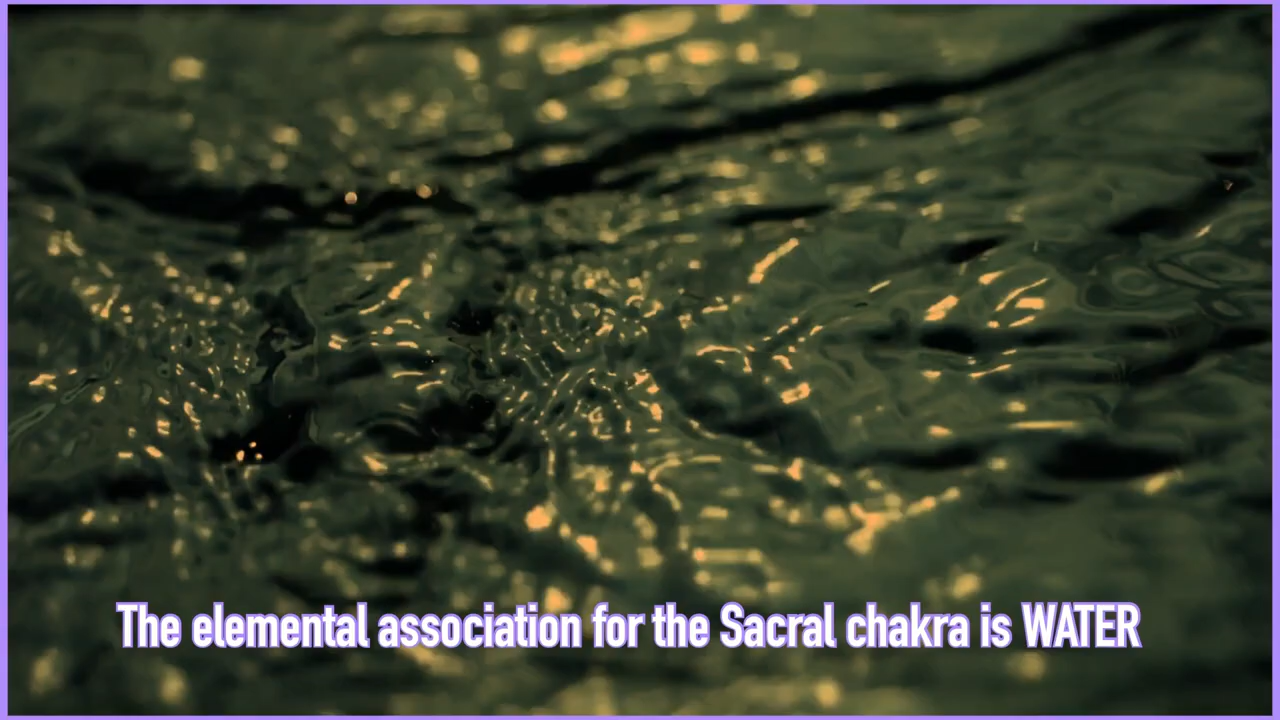 The elemental association for the Sacral chakra is WATER